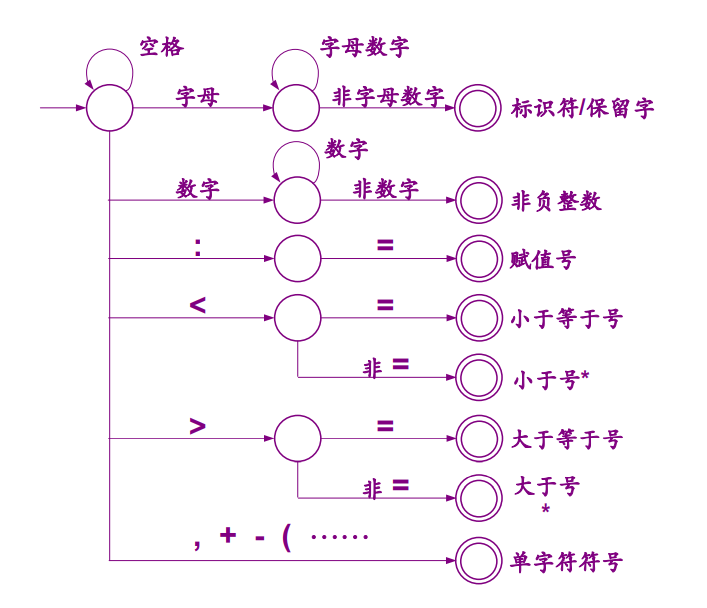 空格
字母数字
字母
非字母数字
标识符/保留字
数字
数字
非数字
非负整数
:
=
赋值号
<
=
小于等于号
非 =
小于号*
>
=
大于等于号
非 =
大于号
*
, + - ( ······
单字符符号